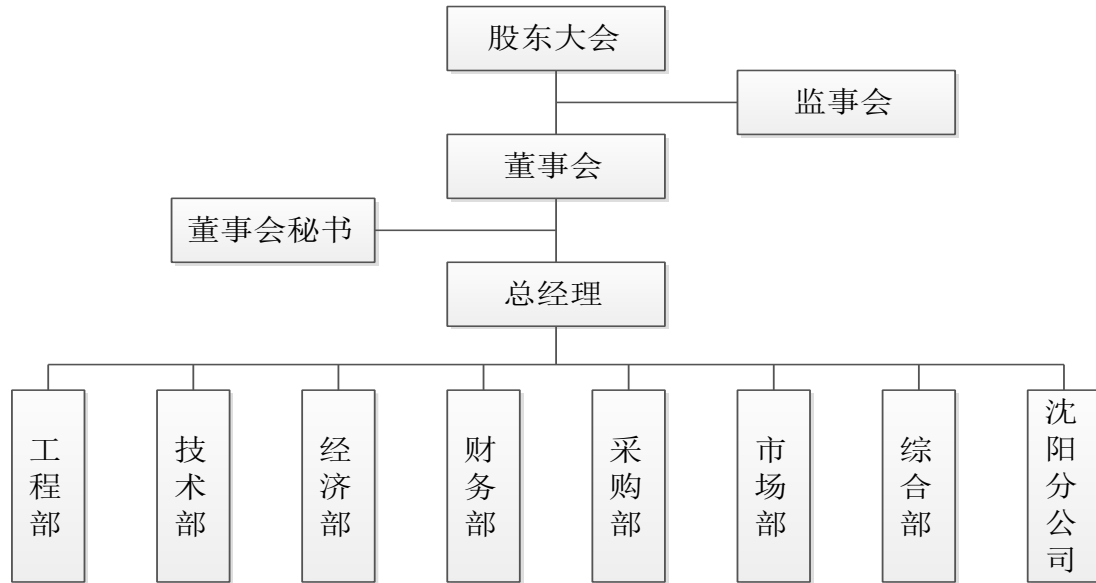 股东大会
监事会
董事会
董事会秘书
总经理
工程部
技术部
经济部
财务部
采购部
市场部
综合部
沈阳分公司